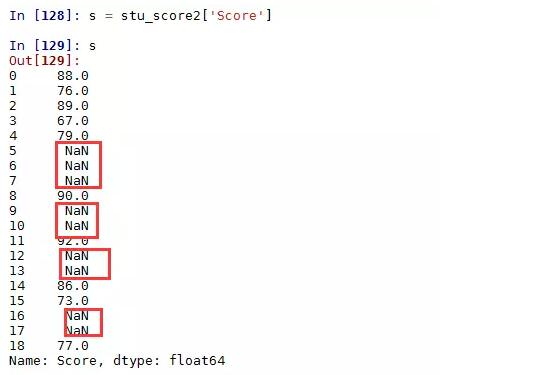 In [128]: s = stu_score2['Score']
In [129]: s
Out[129]:
0     88.0
1     76.0
2     89.0
3     67.0
4     79.0
5      NaN
6      NaN
7      NaN
8     90.0
9      NaN
10     NaN
11    92.0
12     NaN
13     NaN
14    86.0
15    73.0
16     NaN
17     NaN
18    77.0
Name: Score, dtype: float64